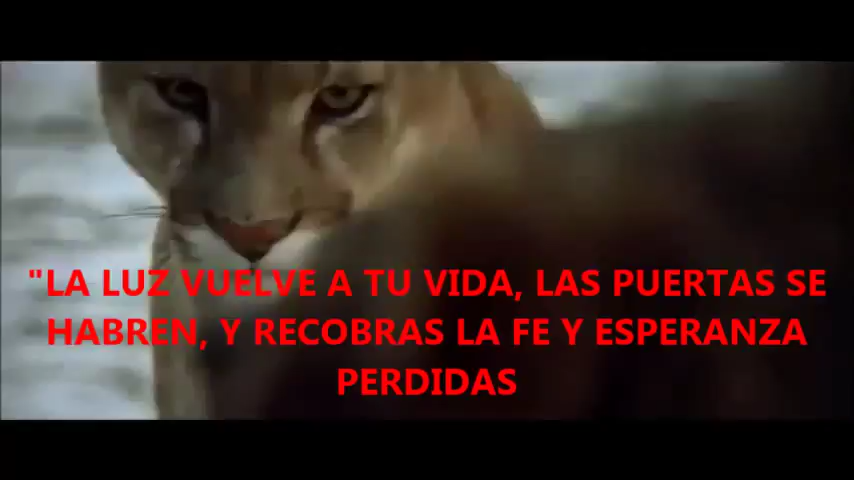 "LA LUZ VUELVE A TU VIDA, LAS PUERTAS SE
HABREN, Y RECOBRAS LA FE Y ESPERANZA
PERDIDAS